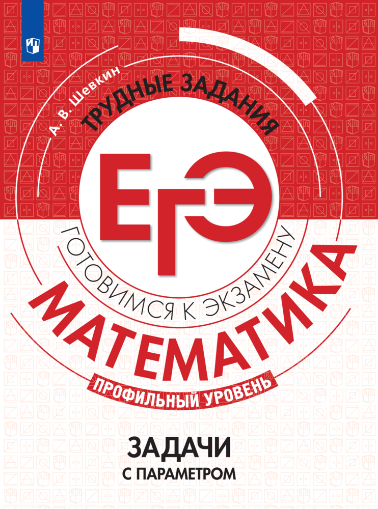 А. В. Шевкин
ТРУДНЫЕ ЗАДАНИЯ
ЕГЭ
ГОТОВИМСЯ К ЭКЗАМЕНУ
МАТЕМАТИКА
ПРОФИЛЬНЫЙ УРОВЕНЬ
ЗАДАЧИ
С ПАРАМЕТРОМ